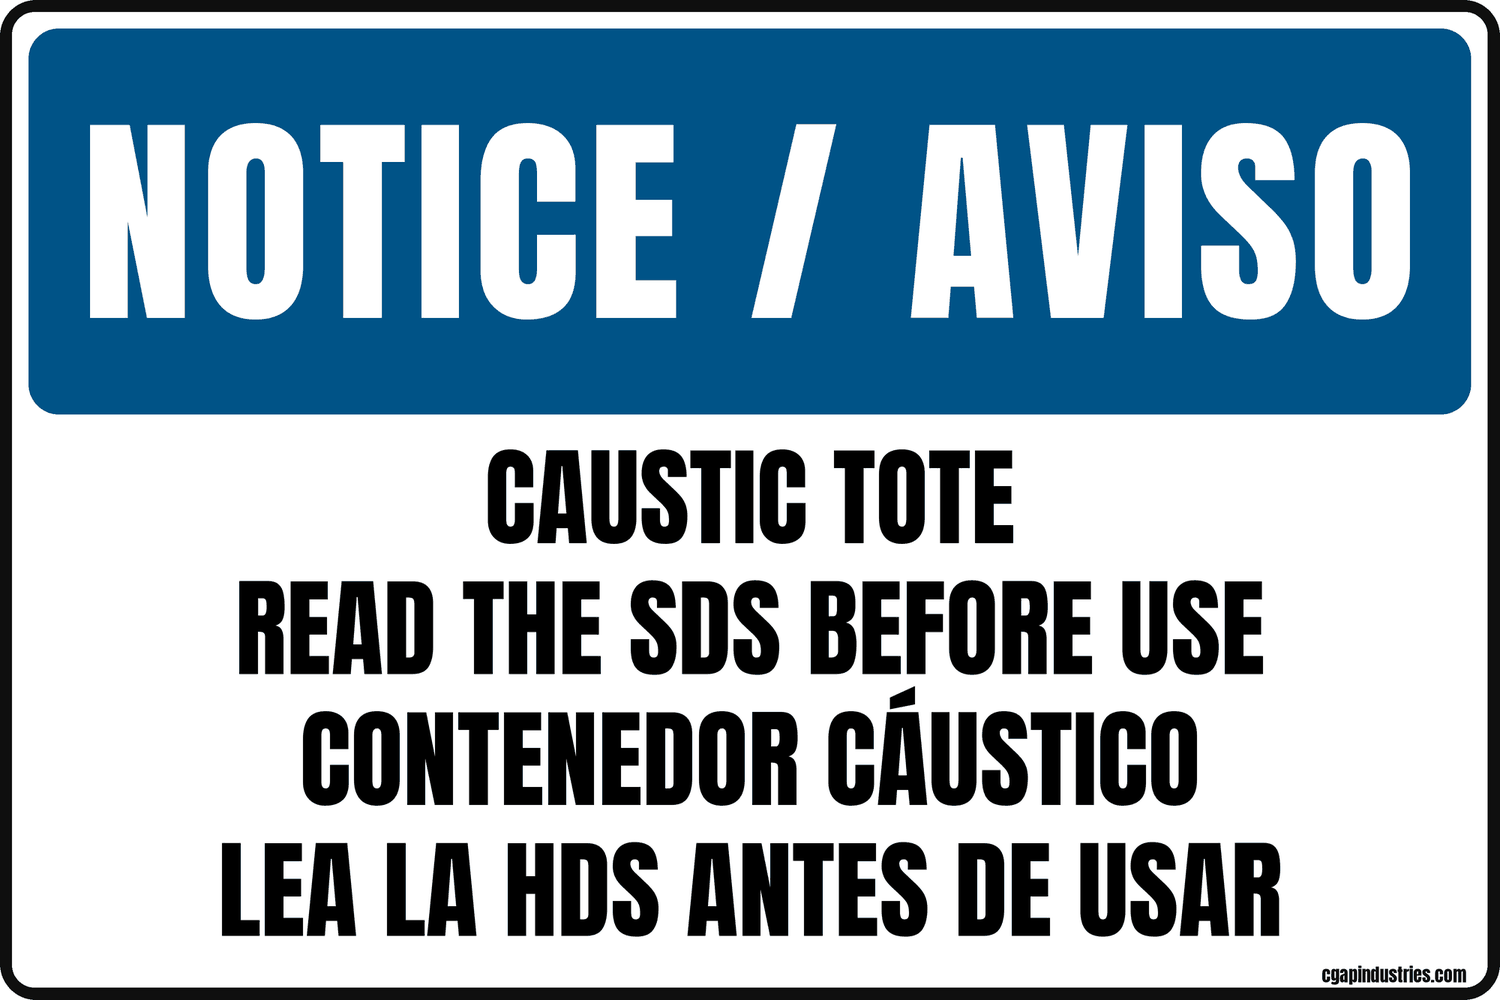 NOTICE / AVISO
CAUSTIC TOTE
READ THE SDS BEFORE USE
CONTENEDOR CÁUSTICO
LEA LA HDS ANTES DE USAR
cgapindustries.com